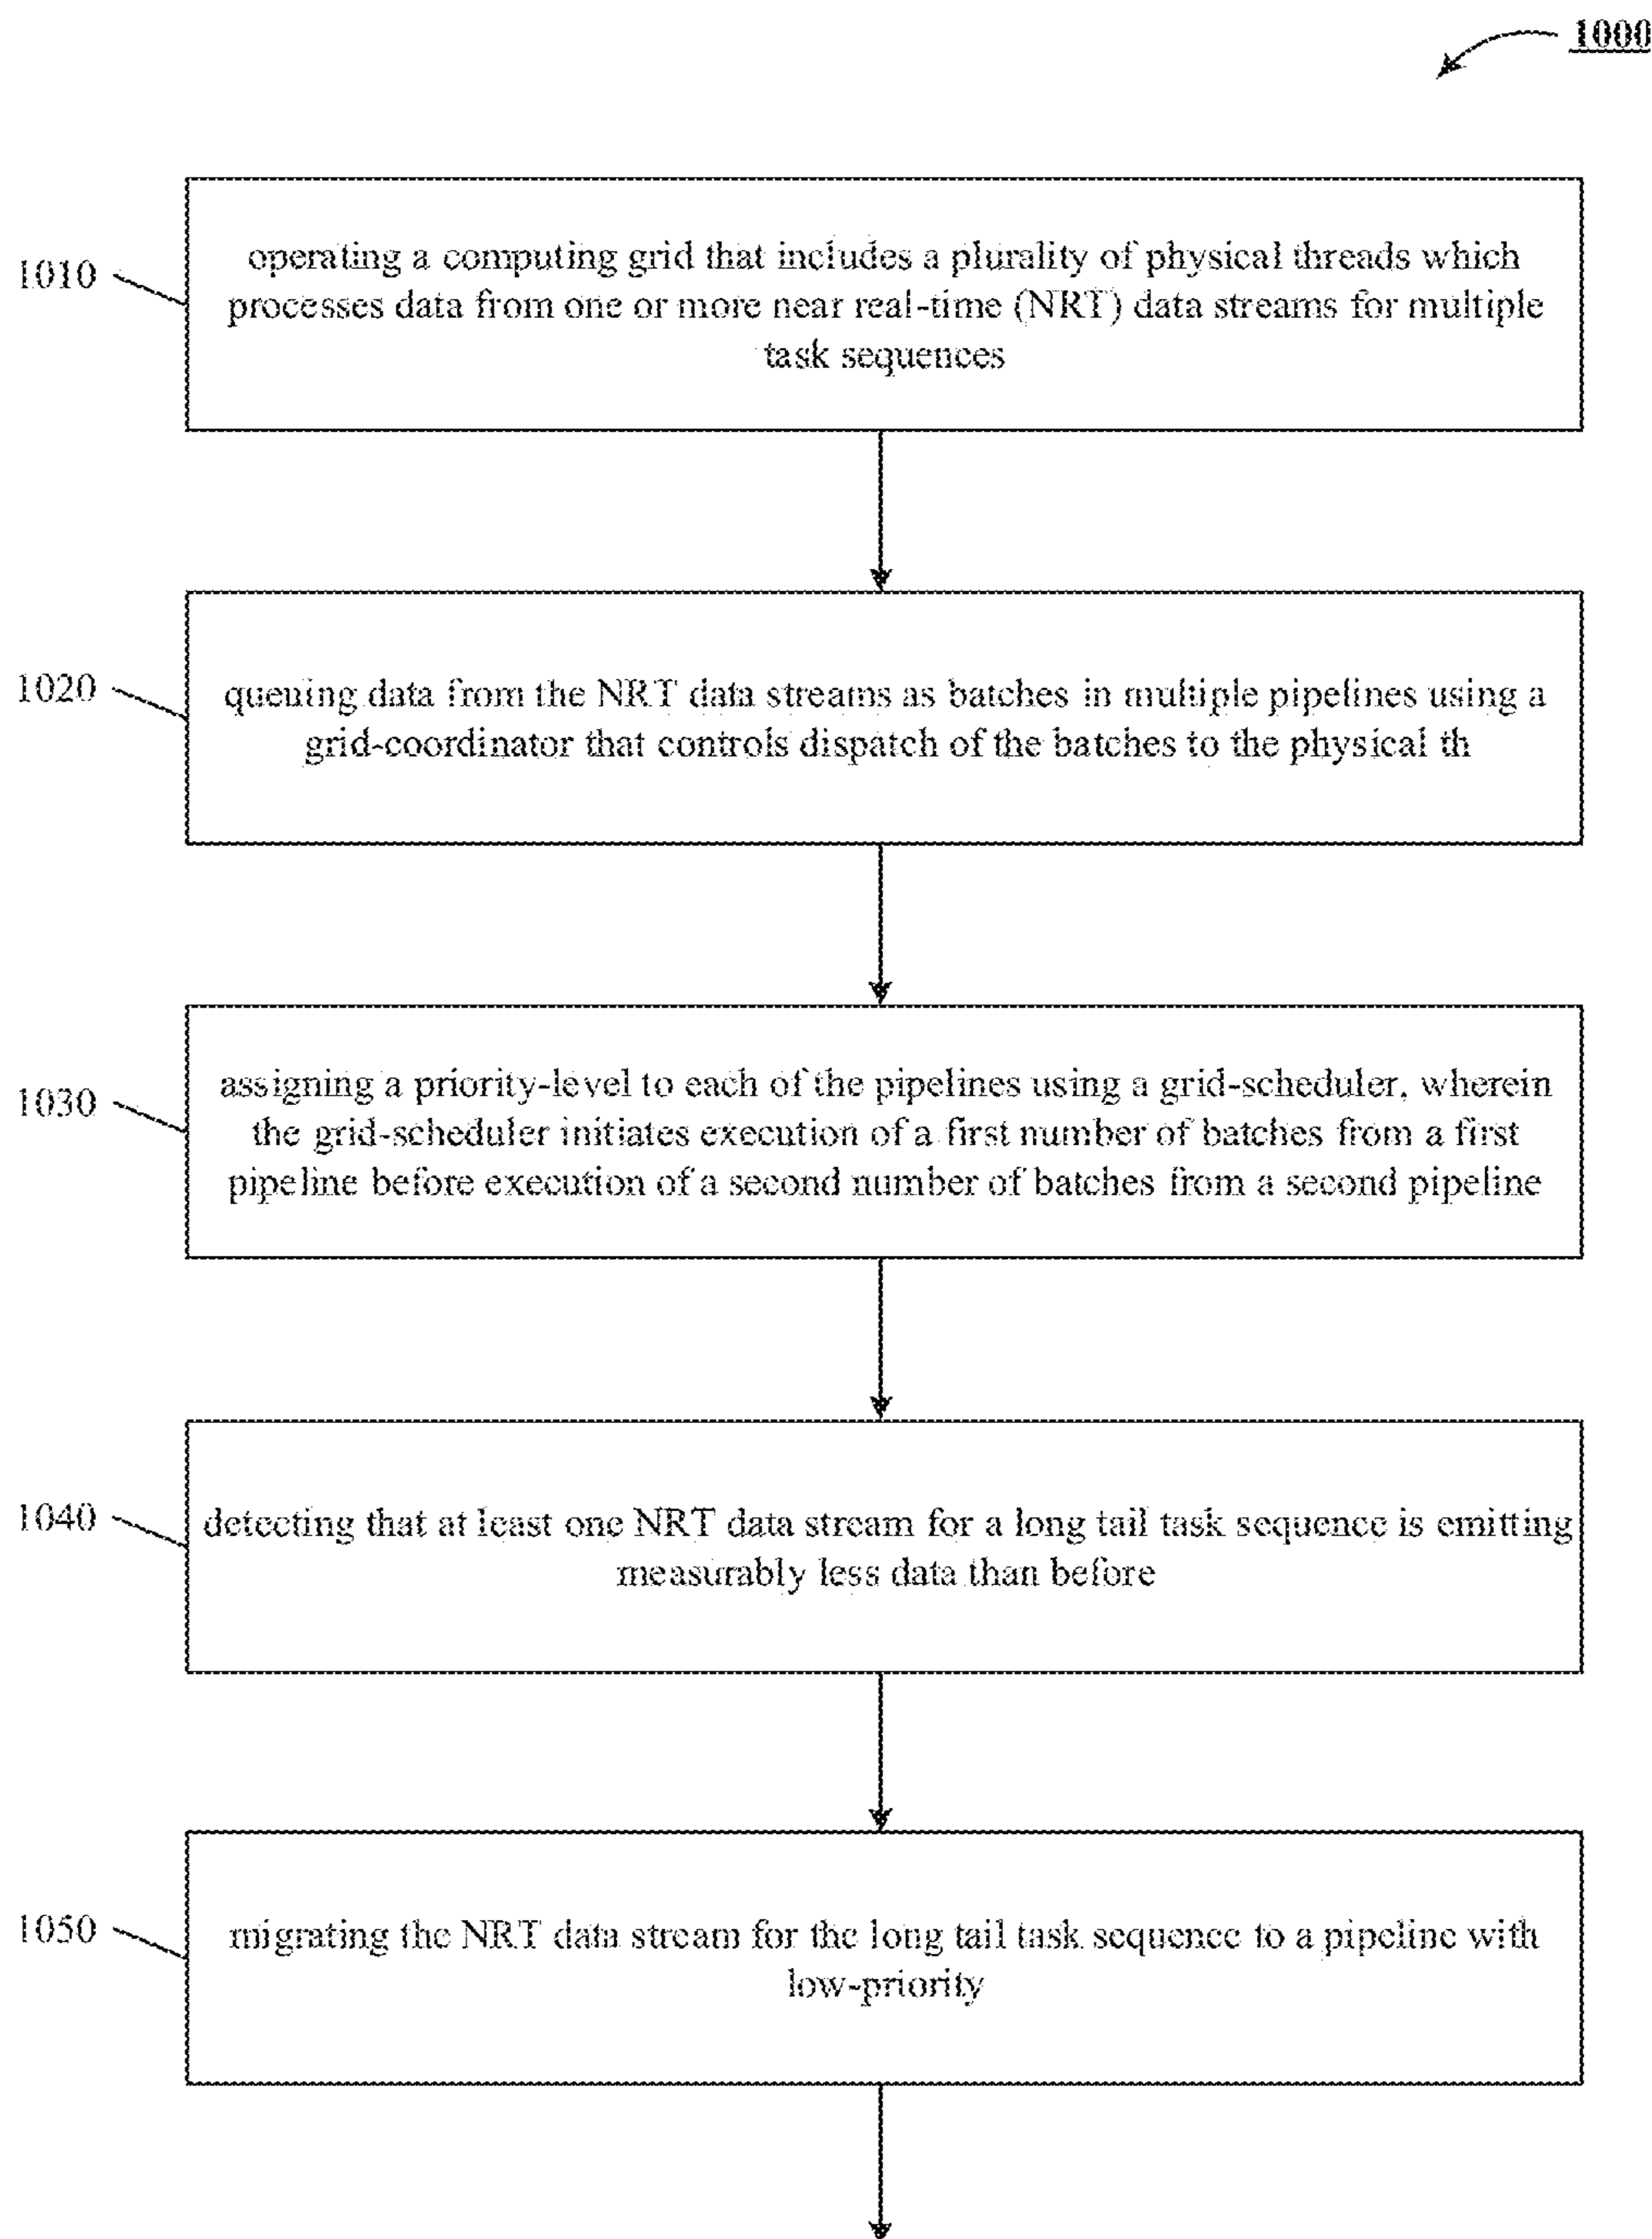 1000
1010
operating a computing grid that includes a plurality of physical threads which
processes data from one or more near real-time (NRT) data streams for multiple
task sequences
1020
queuing data from the NRT data streams as batches in multiple pipelines using a
grid-coordinator that controls dispatch of the batches to the physical th
1030
assigning a priority-level to each of the pipelines using a grid-scheduler, wherein
the grid-scheduler initiates execution of a first number of batches from a first
pipeline before execution of a second number of batches from a second pipeline
1040
detecting that at least one NRT data stream for a long tail task sequence is emitting
measurably less data than before
1050
migrating the NRT data stream for the long tail task sequence to a pipeline with
low-priority